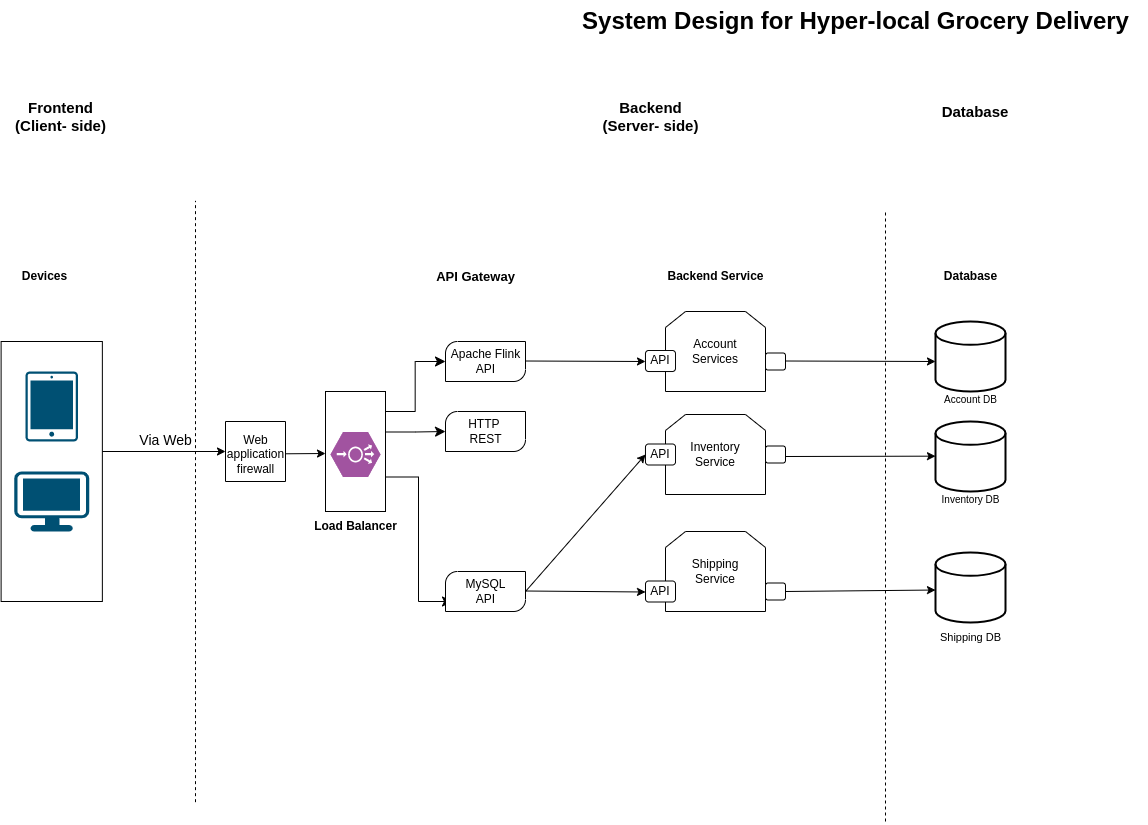 System Design for Hyper-local Grocery Delivery
Frontend
(Client- side)
Backend
(Server- side)
Database
Devices
API Gateway
Backend Service
Database
Apache Flink
API
API
Account
Services
Account DB
HTTP
REST
Via Web
Web
application
firewall
Load Balancer
API
Inventory
Service
Inventory DB
MySQL
API
API
Shipping
Service
Shipping DB